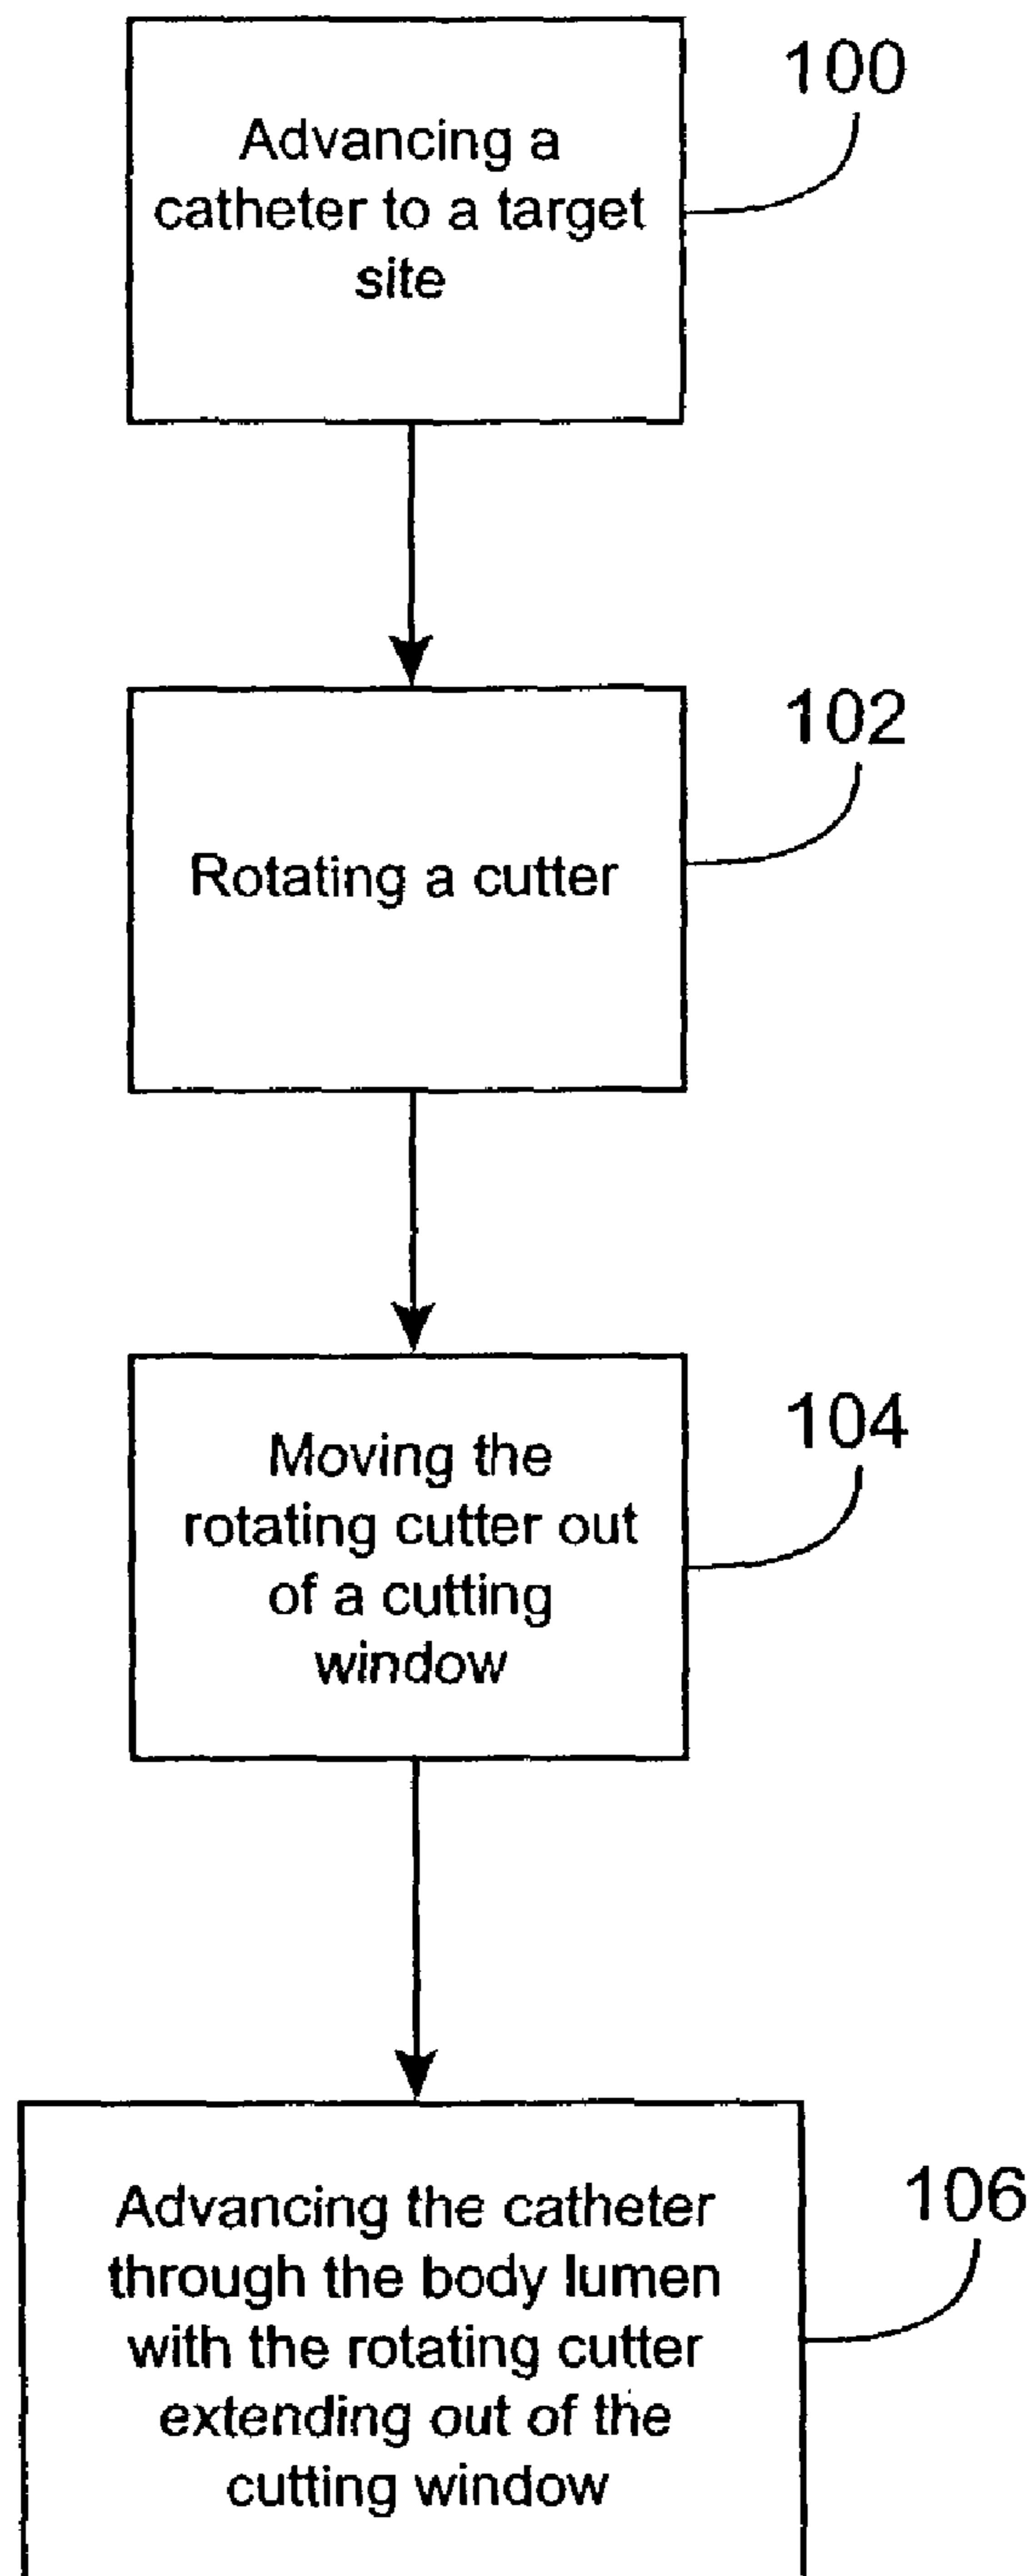 100
Advancing a
catheter to a target
site
102
Rotating a cutter
104
Moving the
rotating cutter out
of a cutting
window
106
Advancing the catheter
through the body lumen
with the rotating cutter
extending out of the
cutting window